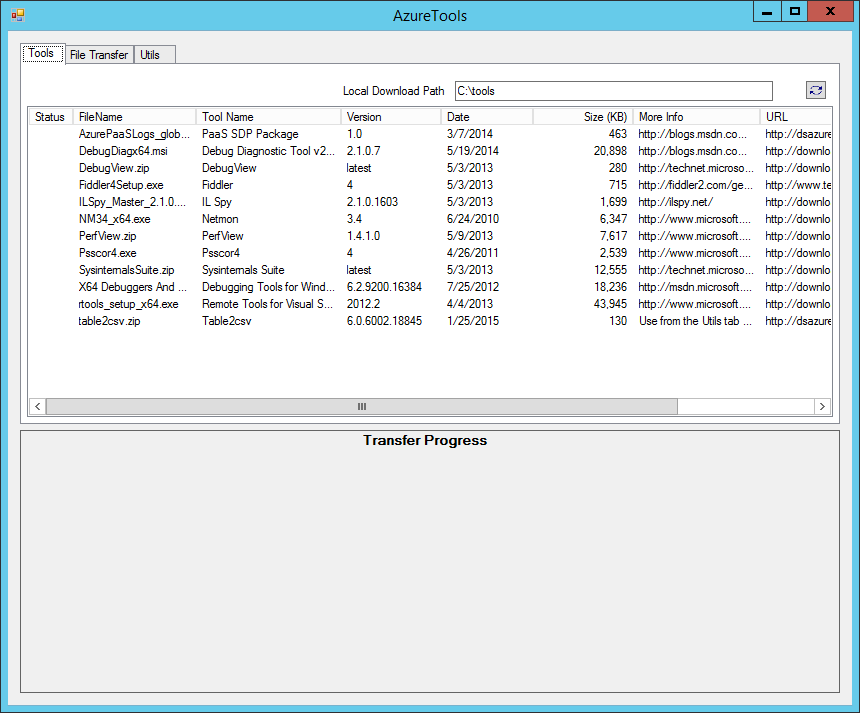 AzureTools
Tools File Transfer Utils
Local Download Path C:\tools
Status FileName Tool Name Version Date Size (KB) More Info URL
AzurePaaSLogs_glob... PaaS SDP Package 1.0 3/7/2014 463 http://blogs.msdn.co... http://dsazure
DebugDiagx64.msi Debug Diagnostic Tool v2... 2.1.0.7 5/19/2014 20,898 http://blogs.msdn.co... http://downlo
DebugView.zip DebugView latest 5/3/2013 280 http://technet.microso... http://downlo
Fiddler4Setup.exe Fiddler 4 5/3/2013 715 http://fiddler2.com/ge... http://www.te
ILSpy_Master_2.1.0.... IL Spy 2.1.0.1603 5/3/2013 1,699 http://ilspy.net/ http://downlo
NM34_x64.exe Netmon 3.4 6/24/2010 6,347 http://www.microsoft.... http://downlo
PerfView.zip PerfView 1.4.1.0 5/9/2013 7,617 http://www.microsoft.... http://downlo
Psscor4.exe Psscor4 4 4/26/2011 2,539 http://www.microsoft.... http://downlo
SysinternalsSuite.zip Sysinternals Suite latest 5/3/2013 12,555 http://technet.microso... http://downlo
X64 Debuggers And ... Debugging Tools for Wind... 6.2.9200.16384 7/25/2012 18,236 http://msdn.microsoft... http://downlo
rtools_setup_x64.exe Remote Tools for Visual S... 2012.2 4/4/2013 43,945 http://www.microsoft.... http://downlo
table2csv.zip Table2csv 6.0.6002.18845 1/25/2015 130 Use from the Utils tab ... http://dsazure
Transfer Progress